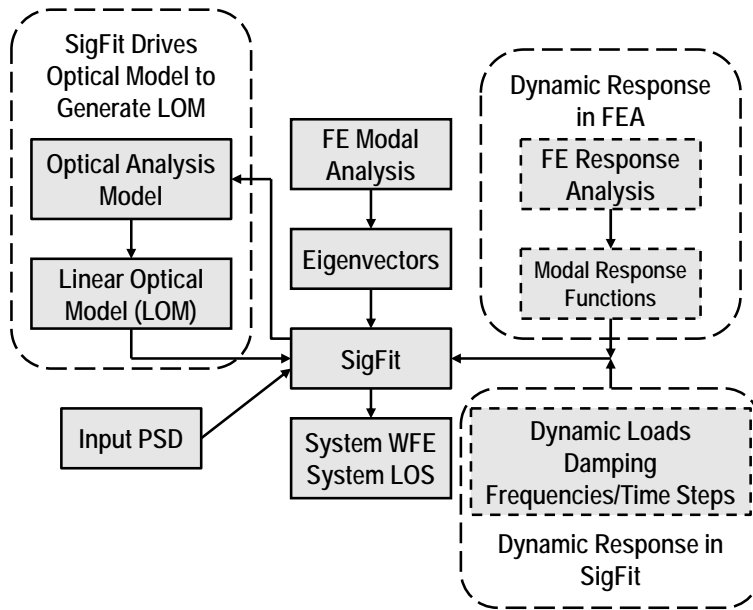 SigFit Drives
Optical Model to
Generate LOM
Optical Analysis
Model
Linear Optical
Model (LOM)
Input PSD
FE Modal
Analysis
Eigenvectors
SigFit
System WFE
System LOS
Dynamic Response
in FEA
FE Response
Analysis
Modal Response
Functions
Dynamic Loads
Damping
Frequencies/Time Steps
Dynamic Response in
SigFit